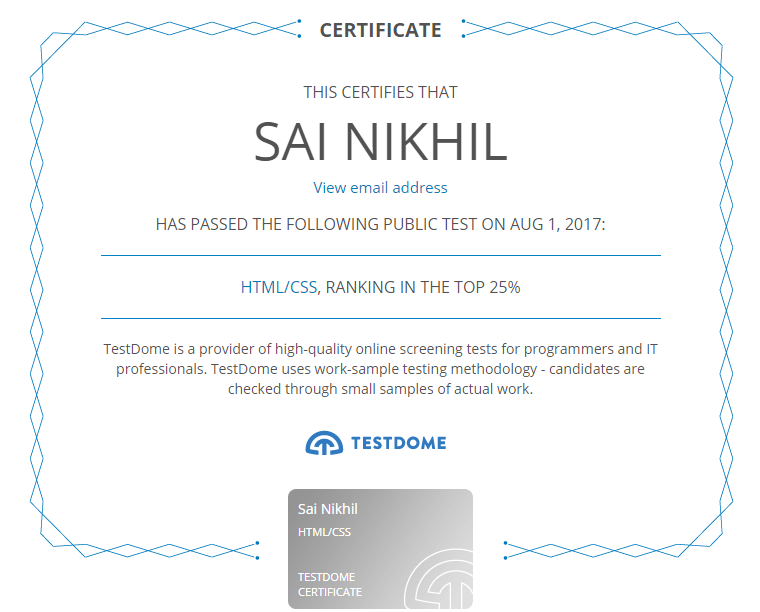 CERTIFICATE
THIS CERTIFIES THAT
SAI NIKHIL
View email address
HAS PASSED THE FOLLOWING PUBLIC TEST ON AUG 1, 2017:
HTML/CSS, RANKING IN THE TOP 25%
TestDome is a provider of high-quality online screening tests for programmers and IT
professionals. TestDome uses work-sample testing methodology - candidates are
checked through small samples of actual work.
TESTDOME
Sai Nikhil
HTML/CSS
TESTDOME
CERTIFICATE